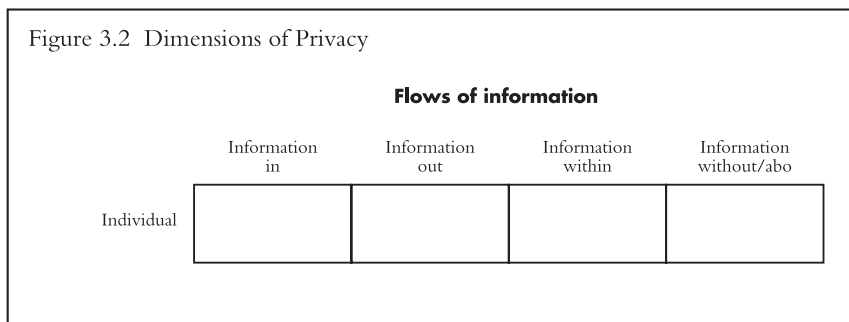 Figure 3.2 Dimensions of Privacy
Flows of information
Information Information Information Information
in out within without/abo
Individual